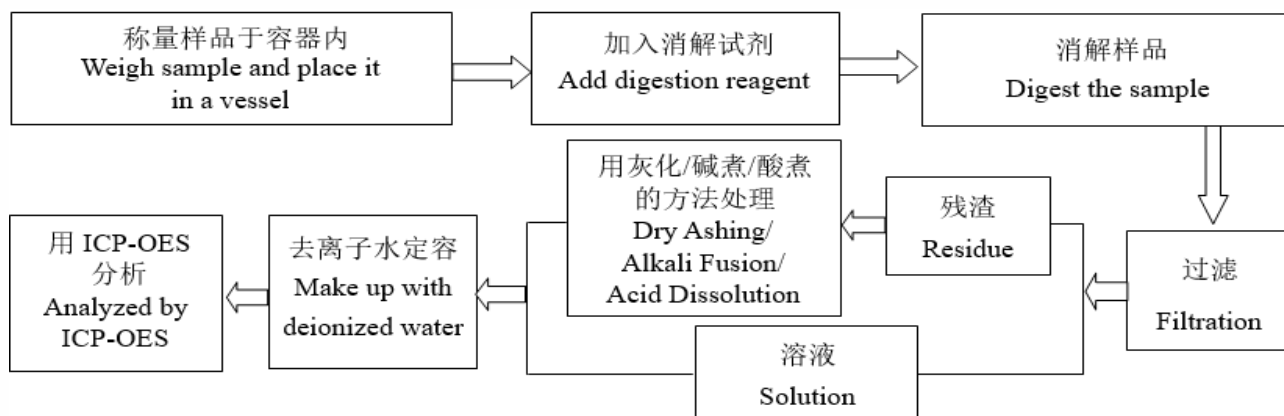 称量样品于容器内
Weigh sample and place it
in a vessel
加入消解试剂
Add digestion reagent
消解样品
Digest the sample
过滤
Filtration
残渣
Residue
用灰化/碱煮/酸煮
的方法处理
Dry Ashing/
Alkali Fusion/
Acid Dissolution
溶液
Solution
去离子水定容
Make up with
deionized water
用 ICP-OES
分析
Analyzed by
ICP-OES